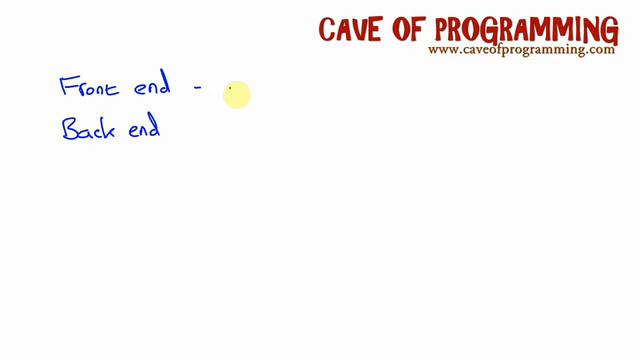 CAVE OF PROGRAMMING
www.caveofprogramming.com
Front end -
Back end